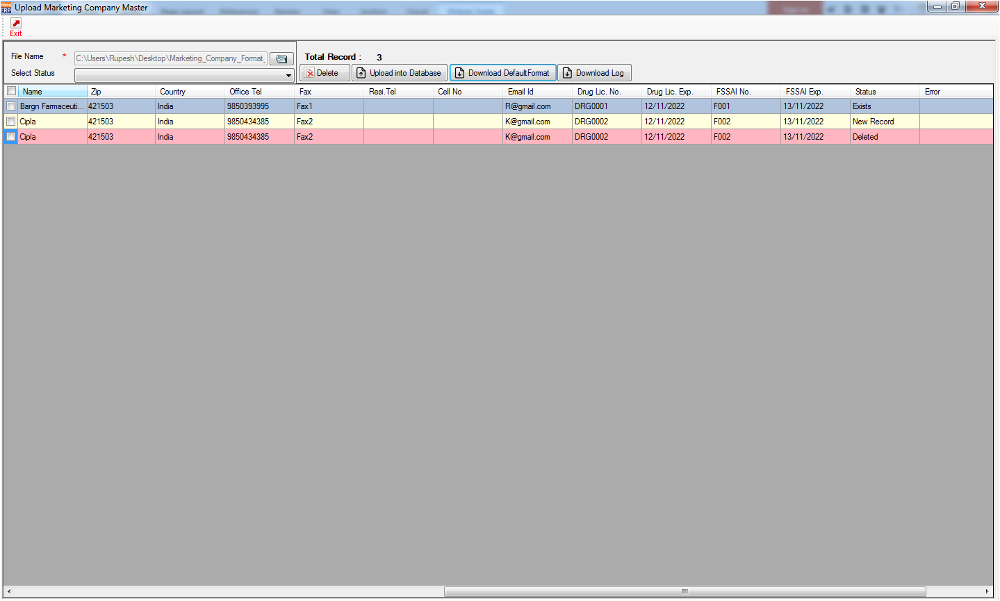 ERP Upload Marketing Company Master
Exit
File Name * C:\Users\Rupesh\Desktop\Marketing_Company_Format_
Total Record : 3
Select Status
Delete Upload into Database Download DefaultFormat Download Log
Name Zip Country Office Tel Fax Resi.Tel Cell No Email Id Drug Lic. No. Drug Lic. Exp. FSSAI No. FSSAI Exp. Status Error
Bargn Farmaceuti... 421503 India 9850393995 Fax1 R@gmail.com DRG0001 12/11/2022 F001 13/11/2022 Exists
Cipla 421503 India 9850434385 Fax2 K@gmail.com DRG0002 12/11/2022 F002 13/11/2022 New Record
Cipla 421503 India 9850434385 Fax2 K@gmail.com DRG0002 12/11/2022 F002 13/11/2022 Deleted